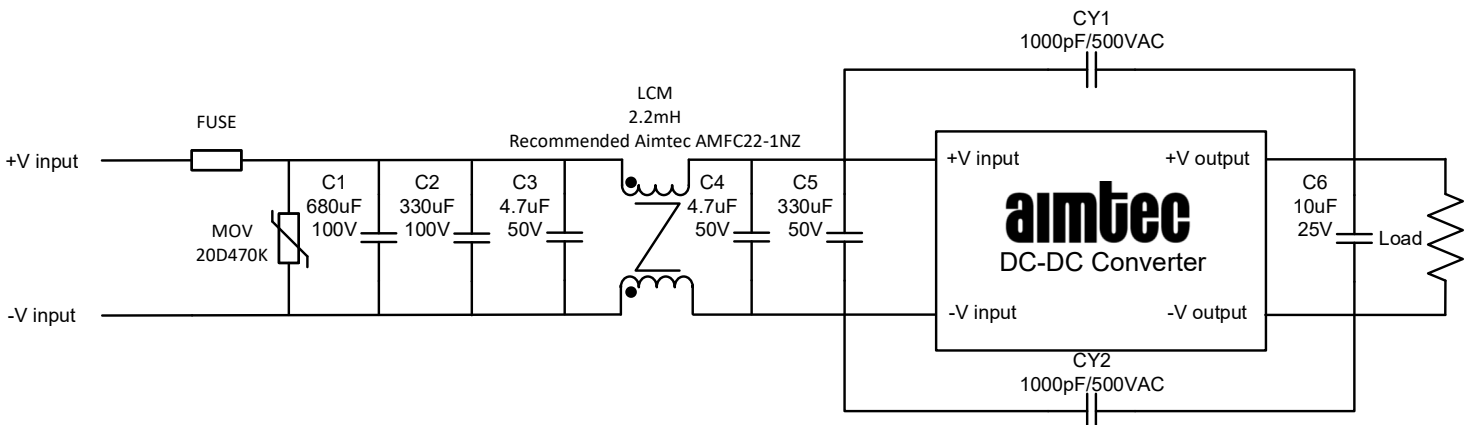 CY1
1000pF/500VAC
LCM
2.2mH
Recommended Aimtec AMFC22-1NZ
FUSE
+V input
-V input
MOV
20D470K
C1
680uF
100V
C2
330uF
100V
C3
4.7uF
50V
C4
4.7uF
50V
C5
330uF
50V
+V input
+V output
aimtec
DC-DC Converter
-V input
-V output
C6
10uF
25V
Load
CY2
1000pF/500VAC